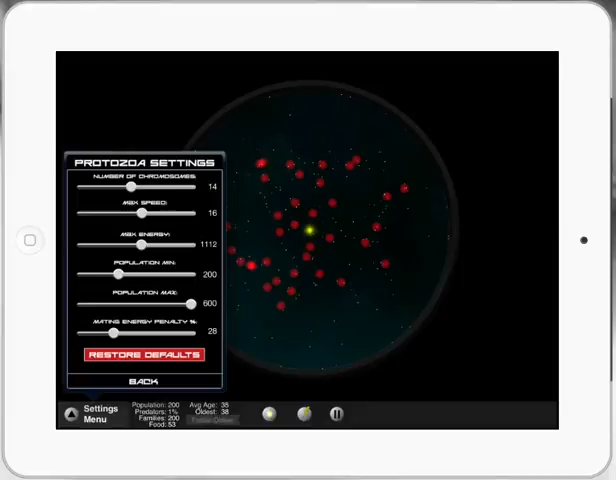 PROTOZOA SETTINGS
NUMBER OF CHROMOSOMES:
14
MAX SPEED:
16
MAX ENERGY:
1112
POPULATION MIN:
200
POPULATION MAX:
600
MATING ENERGY PENALTY %:
28
RESTORE DEFAULTS
BACK
Settings Menu
Population: 200
Predators: 1%
Families: 200
Food: 53
Avg Age: 35
Oldest: 38